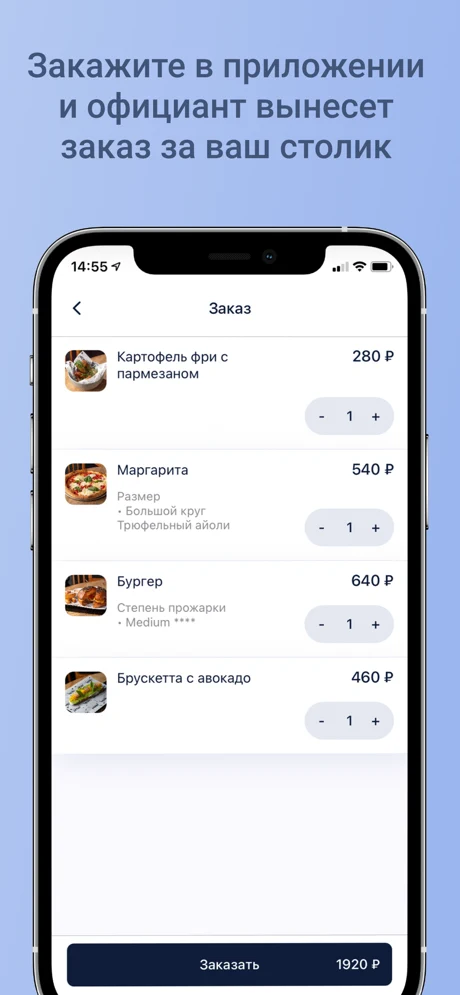 Закажите в приложении
и официант вынесет
заказ за ваш столик
14:55
Заказ
Картофель фри с
пармезаном
280 ₽
- 1 +
Маргарита
540 ₽
Размер
• Большой круг
Трюфельный айоли
- 1 +
Бургер
640 ₽
Степень прожарки
• Medium ****
- 1 +
Брускетта с авокадо
460 ₽
- 1 +
Заказать 1920 ₽